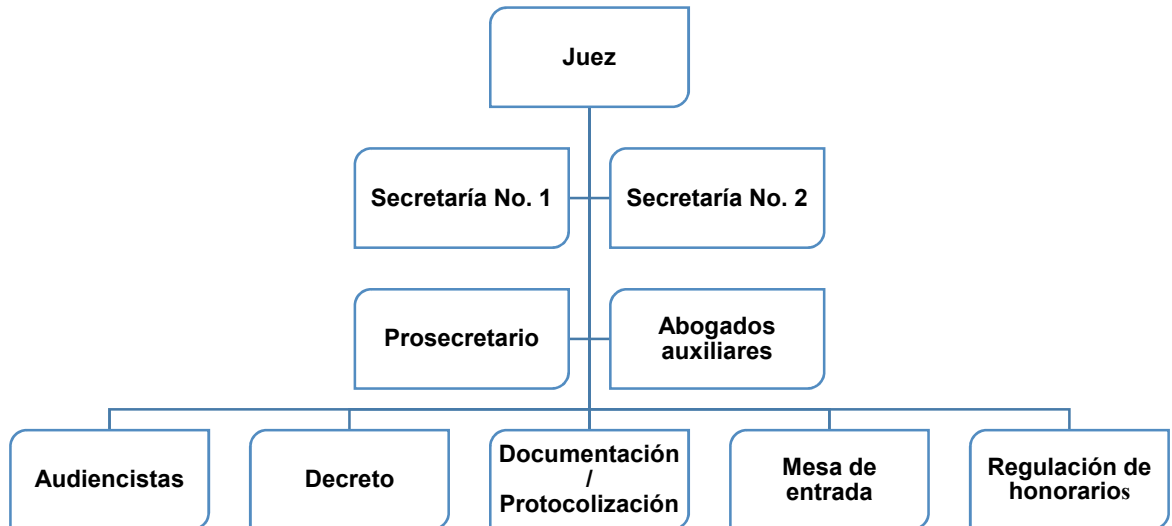 Juez
Secretaría No. 1
Secretaría No. 2
Prosecretario
Abogados
auxiliares
Audiencistas
Decreto
Documentación
/
Protocolización
Mesa de
entrada
Regulación de
honorarios